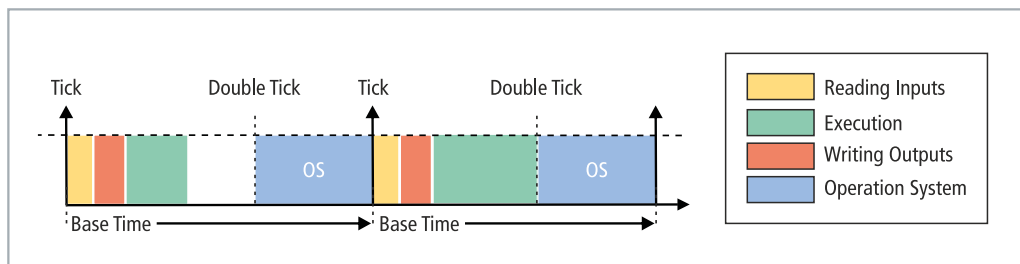 Tick
Double Tick
Tick
Double Tick
OS
OS
Base Time
Base Time
Reading Inputs
Execution
Writing Outputs
Operation System